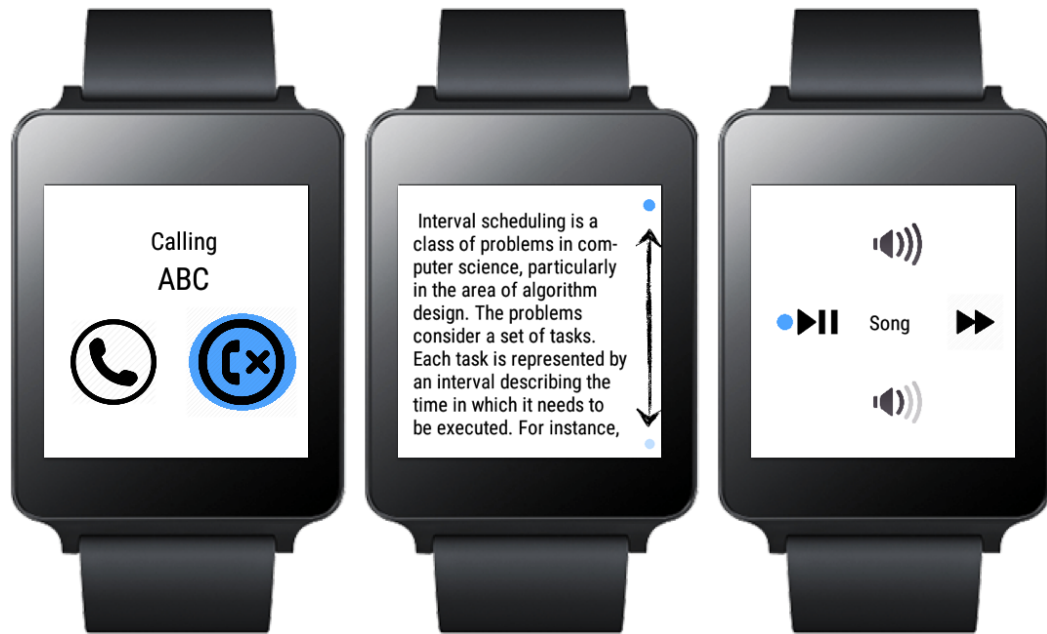 Calling
ABC
Interval scheduling is a
class of problems in com-
puter science, particularly
in the area of algorithm
design. The problems
consider a set of tasks.
Each task is represented by
an interval describing the
time in which it needs to
be executed. For instance,
Song